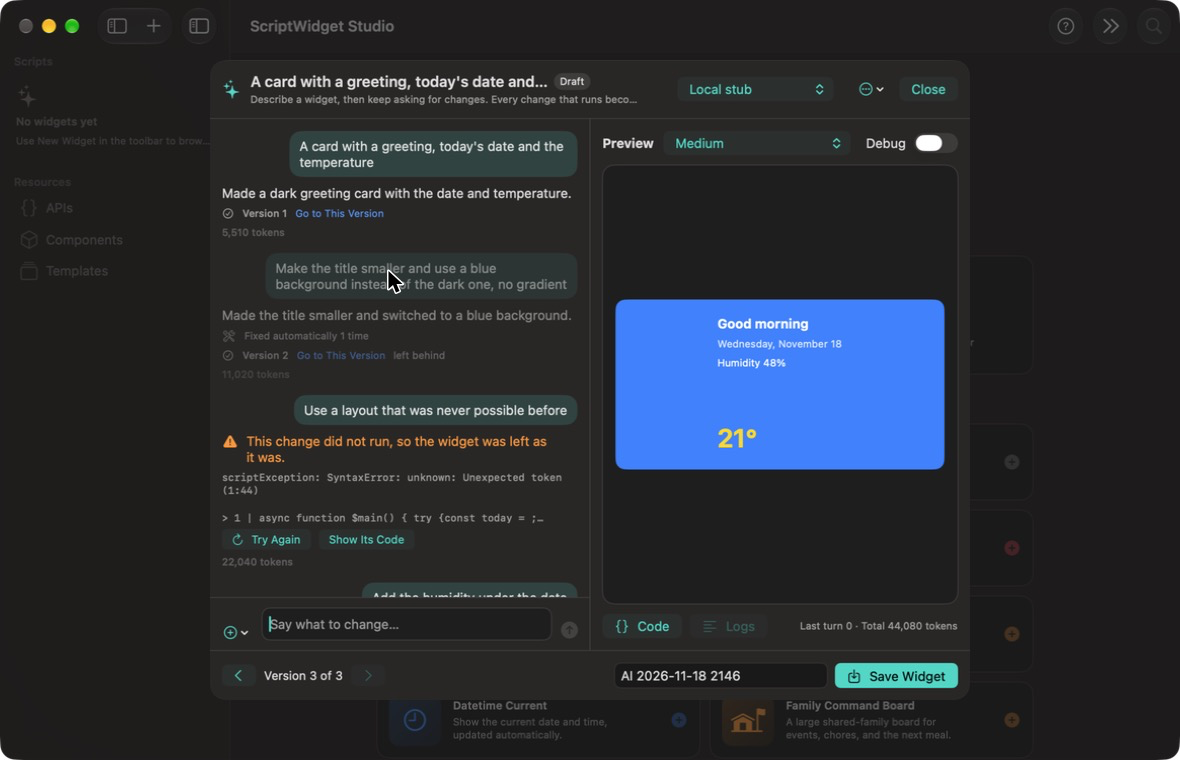 ScriptWidget Studio
Scripts
No widgets yet
Use New Widget in the toolbar to brow...
Resources
APIs
Components
Templates
A card with a greeting, today's date and...
Draft
Describe a widget, then keep asking for changes. Every change that runs beco...
Local stub
Close
A card with a greeting, today's date and the
temperature
Made a dark greeting card with the date and temperature.
Version 1 Go to This Version
5,510 tokens
Make the title smaller and use a blue
background instead of the dark one, no gradient
Made the title smaller and switched to a blue background.
Fixed automatically 1 time
Version 2 Go to This Version left behind
11,020 tokens
Use a layout that was never possible before
This change did not run, so the widget was left as
it was.
scriptException: SyntaxError: unknown: Unexpected token
(1:44)
> 1 | async function $main() { try {const today = ;…
Try Again
Show Its Code
22,040 tokens
Add the humidity under the date
Say what to change...
Version 3 of 3
Preview
Medium
Debug
Good morning
Wednesday, November 18
Humidity 48%
21°
{} Code
Logs
Last turn 0 · Total 44,080 tokens
AI 2026-11-18 2146
Save Widget
Datetime Current
Show the current date and time,
updated automatically.
Family Command Board
A large shared-family board for
events, chores, and the next meal.